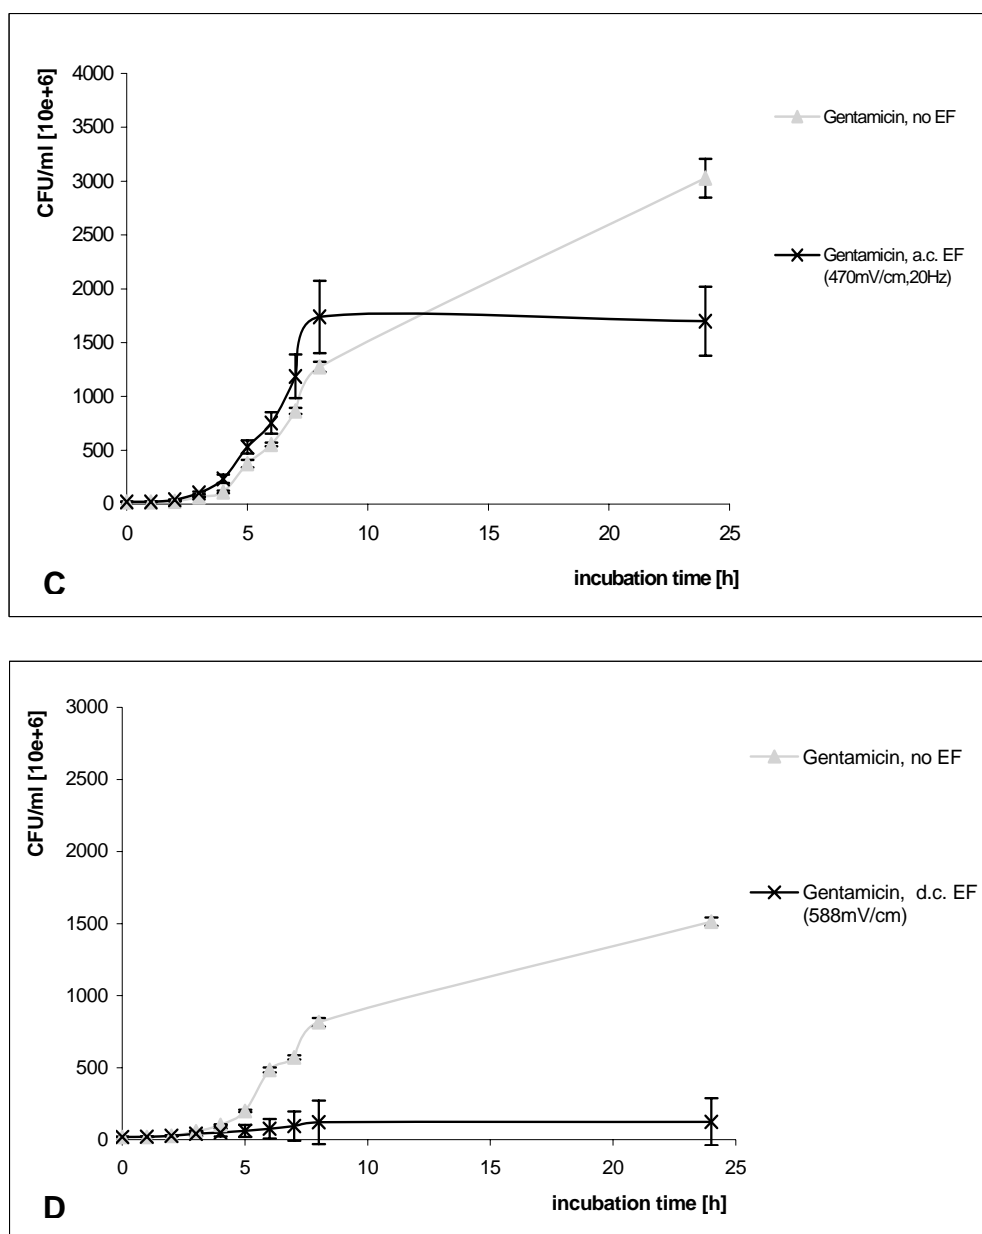 CFU/ml [10e+6]
4000
3500
3000
2500
2000
1500
1000
500
0
0 5 10 15 20 25
incubation time [h]
Gentamicin, no EF
Gentamicin, a.c. EF
(470mV/cm,20Hz)
C
CFU/ml [10e+6]
3000
2500
2000
1500
1000
500
0
0 5 10 15 20 25
incubation time [h]
Gentamicin, no EF
Gentamicin, d.c. EF
(588mV/cm)
D